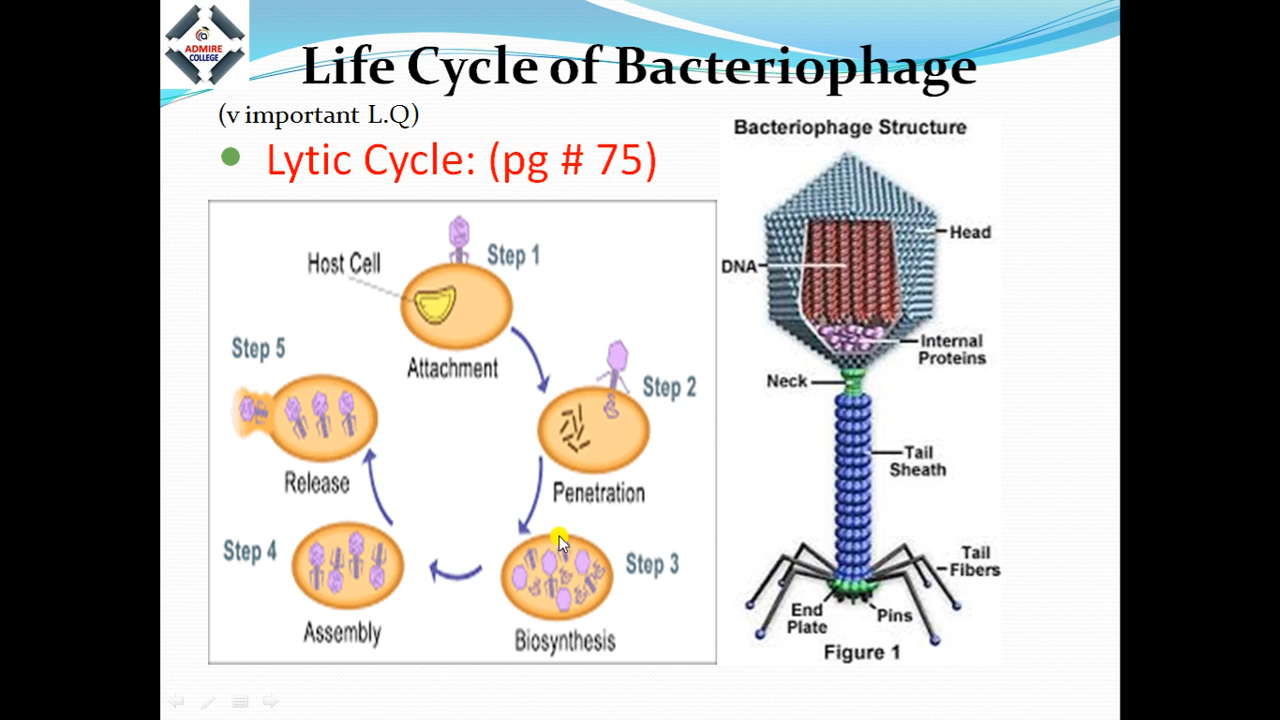 ADMIRE
COLLEGE
Life Cycle of Bacteriophage
(v important L.Q)
Lytic Cycle: (pg # 75)
Host Cell
Step 1
Attachment
Step 2
Penetration
Step 3
Biosynthesis
Step 4
Assembly
Step 5
Release
Bacteriophage Structure
Head
DNA
Internal
Proteins
Neck
Tail
Sheath
Tail
Fibers
End
Plate
Pins
Figure 1